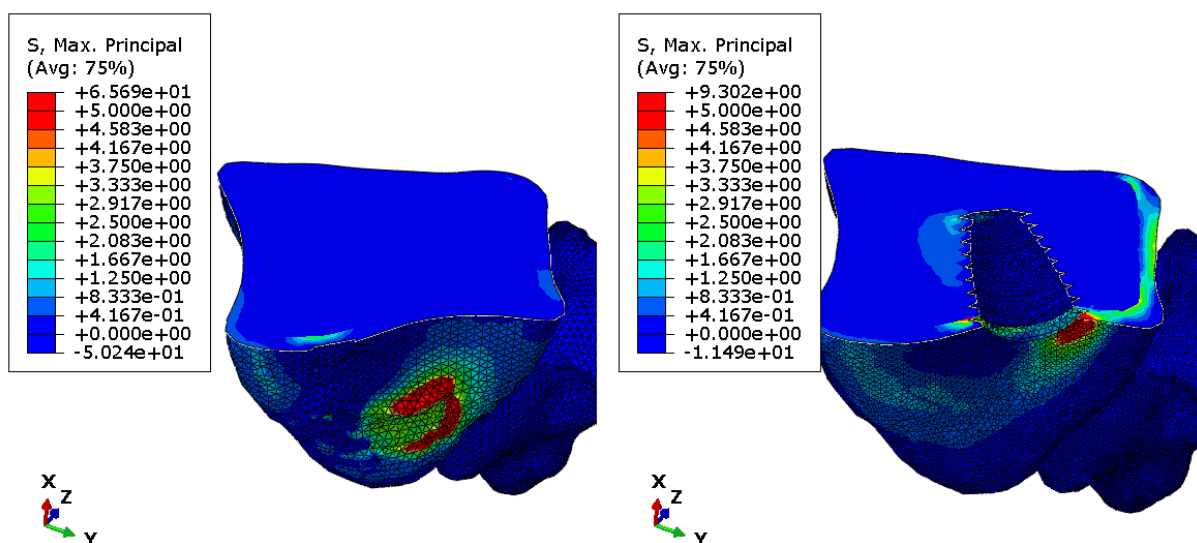 S, Max. Principal
(Avg: 75%)
+6.569e+01
+5.000e+00
+4.583e+00
+4.167e+00
+3.750e+00
+3.333e+00
+2.917e+00
+2.500e+00
+2.083e+00
+1.667e+00
+1.250e+00
+8.333e-01
+4.167e-01
+0.000e+00
-5.024e+01
X
Z
Y
S, Max. Principal
(Avg: 75%)
+9.302e+00
+5.000e+00
+4.583e+00
+4.167e+00
+3.750e+00
+3.333e+00
+2.917e+00
+2.500e+00
+2.083e+00
+1.667e+00
+1.250e+00
+8.333e-01
+4.167e-01
+0.000e+00
-1.149e+01
X
Z
Y